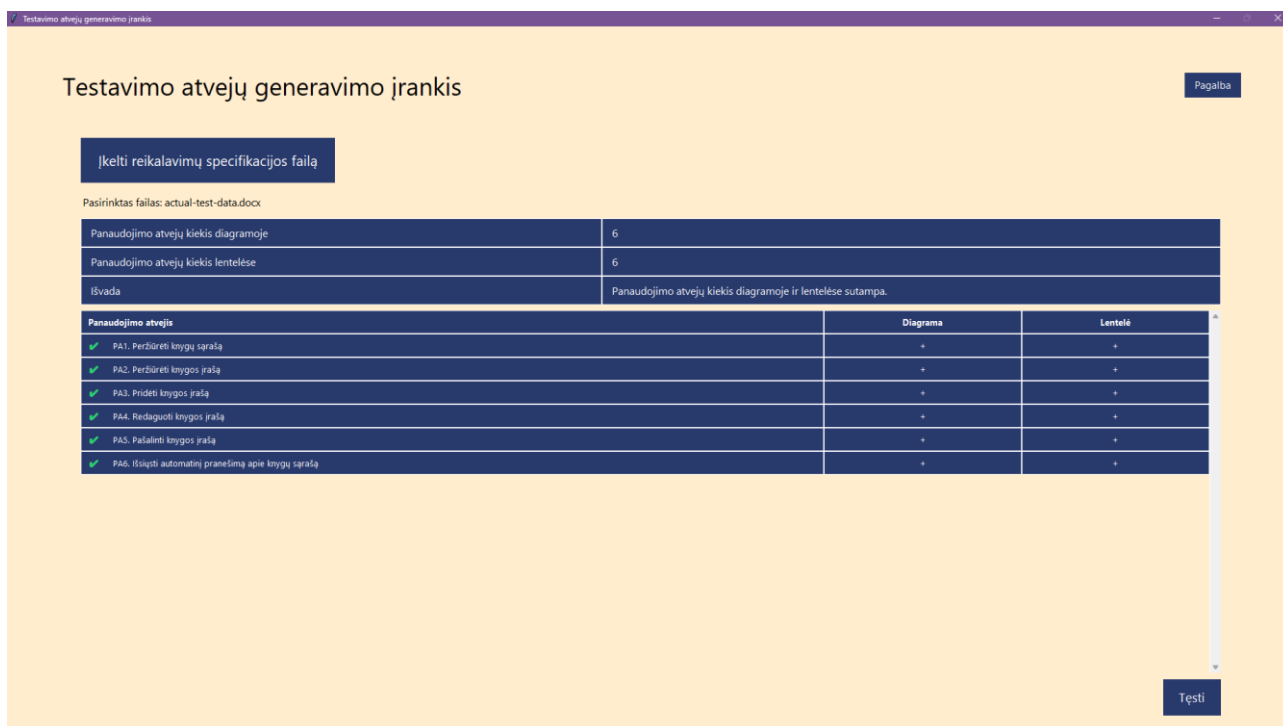 Testavimo atvejų generavimo įrankis
Testavimo atvejų generavimo įrankis
Pagalba
Įkelti reikalavimų specifikacijos failą
Pasirinktas failas: actual-test-data.docx
Panaudojimo atvejų kiekis diagramoje 6
Panaudojimo atvejų kiekis lentelėse 6
Išvada Panaudojimo atvejų kiekis diagramoje ir lentelėse sutampa.
Panaudojimo atvejis Diagrama Lentelė
✔ PA1. Peržiūrėti knygų sąrašą + +
✔ PA2. Peržiūrėti knygos įrašą + +
✔ PA3. Pridėti knygos įrašą + +
✔ PA4. Redaguoti knygos įrašą + +
✔ PA5. Pašalinti knygos įrašą + +
✔ PA6. Išsiųsti automatinį pranešimą apie knygų sąrašą + +
Tęsti